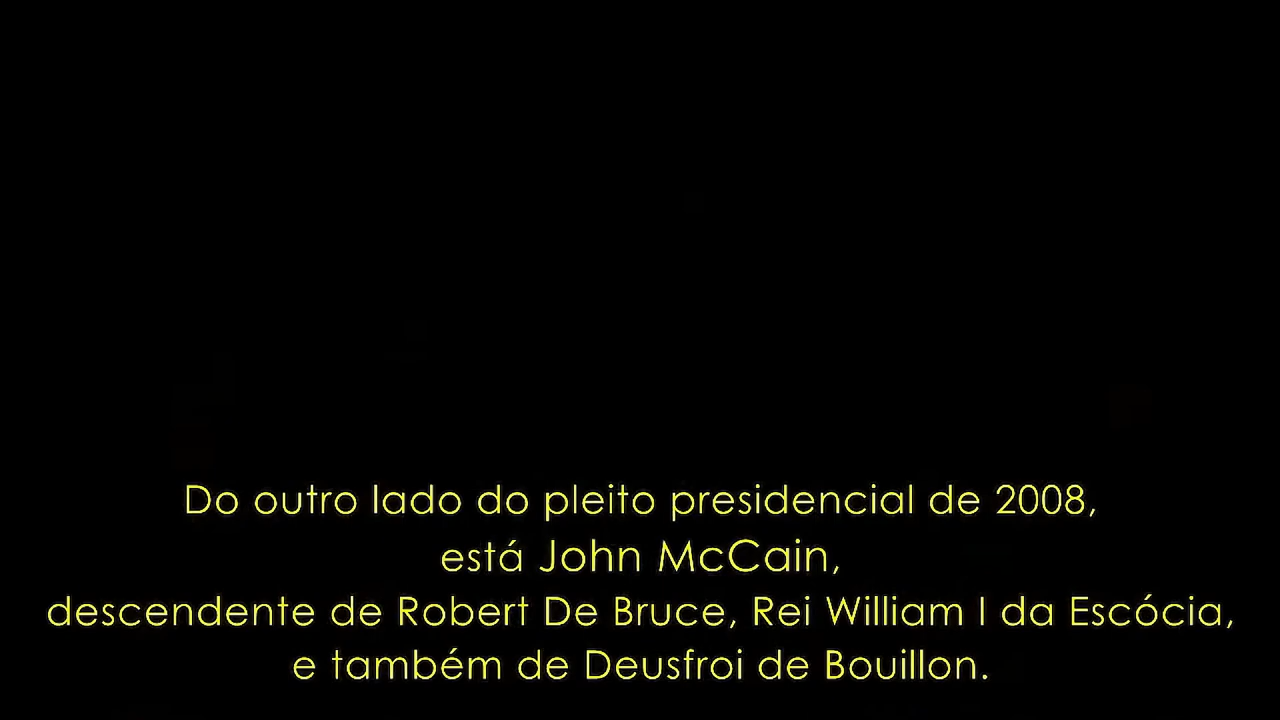 Do outro lado do pleito presidencial de 2008,
está John McCain,
descendente de Robert De Bruce, Rei William I da Escócia,
e também de Deusfroi de Bouillon.